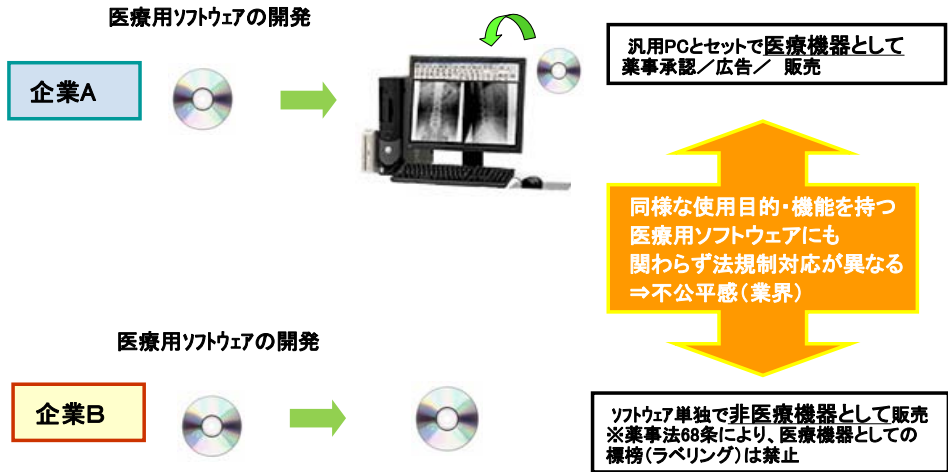 医療用ソフトウェアの開発
企業A
汎用PCとセットで医療機器として
薬事承認／広告／ 販売
同様な使用目的・機能を持つ
医療用ソフトウェアにも
関わらず法規制対応が異なる
⇒不公平感（業界）
医療用ソフトウェアの開発
企業B
ソフトウェア単独で非医療機器として販売
※薬事法68条により、医療機器としての
標榜（ラベリング）は禁止